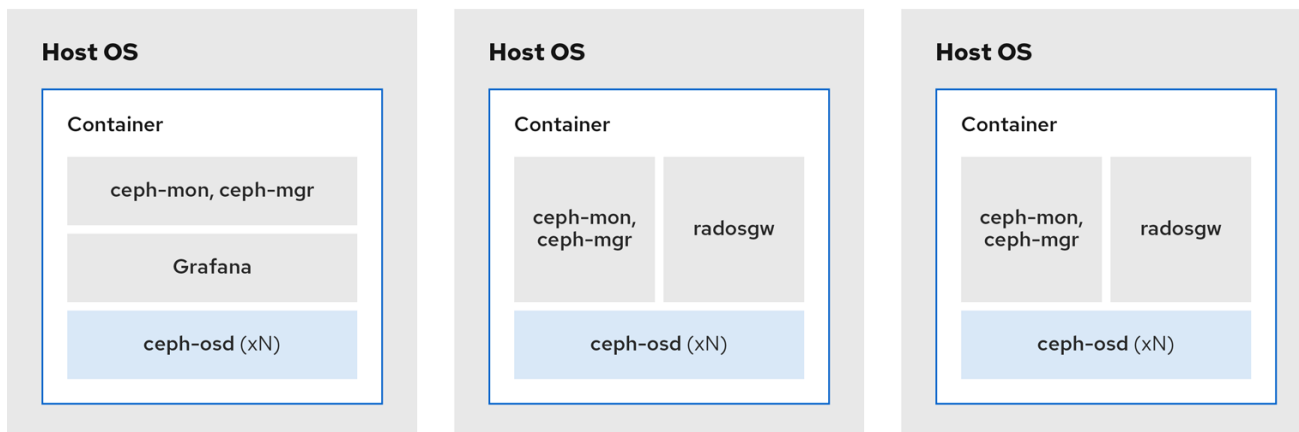 Host OS
Container
ceph-mon, ceph-mgr
Grafana
ceph-osd (xN)
Host OS
Container
ceph-mon,
ceph-mgr
radosgw
ceph-osd (xN)
Host OS
Container
ceph-mon,
ceph-mgr
radosgw
ceph-osd (xN)